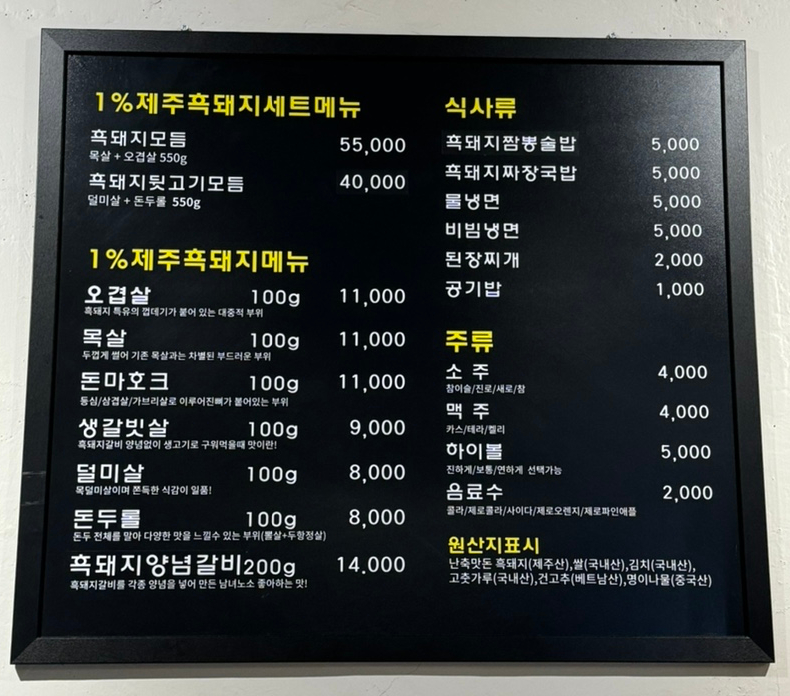 1%제주흑돼지세트메뉴
흑돼지모듬 55,000
목살 + 오겹살 550g
흑돼지뒷고기모듬 40,000
덜미살 + 돈두롤 550g
1%제주흑돼지메뉴
오겹살 100g 11,000
흑돼지 특유의 껍데기가 붙어 있는 대중적 부위
목살 100g 11,000
두껍게 썰어 기존 목살과는 차별된 부드러운 부위
돈마호크 100g 11,000
등심/삼겹살/가브리살로 이루어진뼈가 붙어있는 부위
생갈빗살 100g 9,000
흑돼지갈비 양념없이 생고기로 구워먹을때 맛이란!
덜미살 100g 8,000
목덜미살이며 쫀득한 식감이 일품!
돈두롤 100g 8,000
돈두 전체를 말아 다양한 맛을 느낄수 있는 부위(뽈살+두항정살)
흑돼지양념갈비200g 14,000
흑돼지갈비를 각종 양념을 넣어 만든 남녀노소 좋아하는 맛!
식사류
흑돼지짬뽕술밥 5,000
흑돼지짜장국밥 5,000
물냉면 5,000
비빔냉면 5,000
된장찌개 2,000
공기밥 1,000
주류
소 주 4,000
참이슬/진로/새로/참
맥 주 4,000
카스/테라/켈리
하이볼 5,000
진하게/보통/연하게 선택가능
음료수 2,000
콜라/제로콜라/사이다/제로오렌지/제로파인애플
원산지표시
난축맛돈 흑돼지(제주산),쌀(국내산),김치(국내산),
고춧가루(국내산),건고추(베트남산),명이나물(중국산)